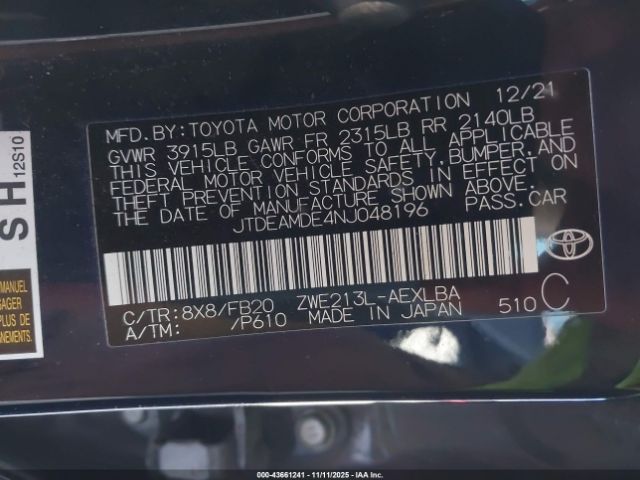 MFD.BY:TOYOTA MOTOR CORPORATION 12/21
GVWR 3915LB GAWR FR 2315LB RR 2140LB
THIS VEHICLE CONFORMS TO ALL APPLICABLE
FEDERAL MOTOR VEHICLE SAFETY,BUMPER,AND
THEFT PREVENTION STANDARDS IN EFFECT ON
THE DATE OF MANUFACTURE SHOWN ABOVE.
JTDEAMDE4NJ048196 PASS.CAR
C/TR:8X8/FB20 ZWE213L-AEXLBA
A/TM: /P610 MADE IN JAPAN 510 C
SH
12S10
MANUEL
AGER
ASIONS
NEMENTS.
000-43661241 - 11/11/2025 - IAA Inc.